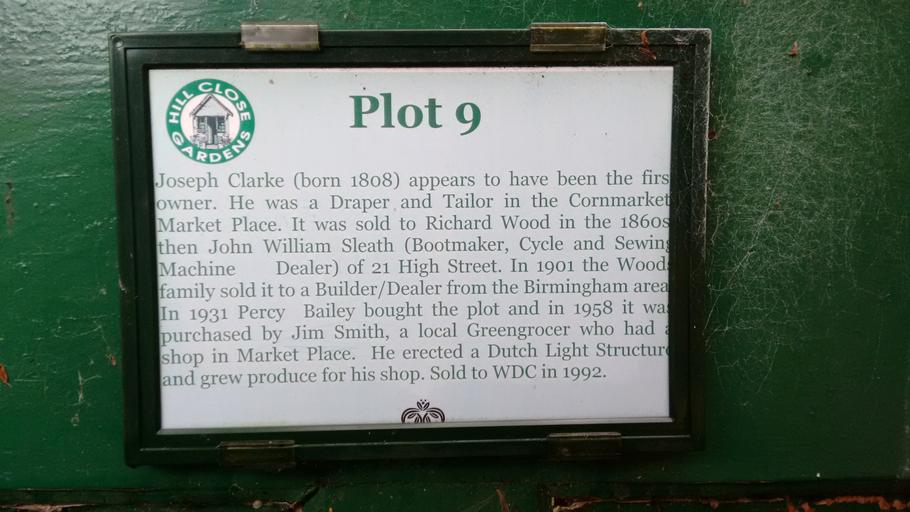 HILL CLOSE
GARDENS
Plot 9
Joseph Clarke (born 1808) appears to have been the firs
owner. He was a Draper and Tailor in the Cornmarket
Market Place. It was sold to Richard Wood in the 1860s
then John William Sleath (Bootmaker, Cycle and Sewing
Machine Dealer) of 21 High Street. In 1901 the Woods
family sold it to a Builder/Dealer from the Birmingham area
In 1931 Percy Bailey bought the plot and in 1958 it was
purchased by Jim Smith, a local Greengrocer who had a
shop in Market Place. He erected a Dutch Light Structure
and grew produce for his shop. Sold to WDC in 1992.